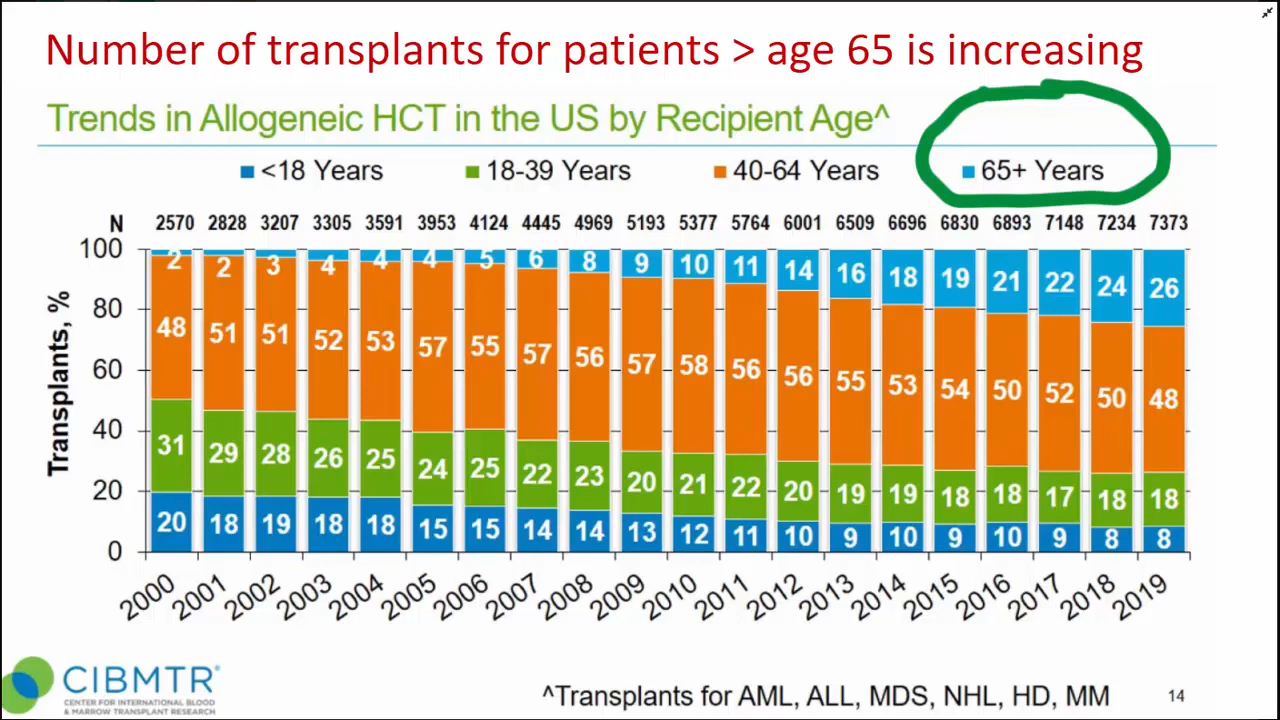 Number of transplants for patients > age 65 is increasing
Trends in Allogeneic HCT in the US by Recipient Age^
<18 Years 18-39 Years 40-64 Years 65+ Years
N 2570 2828 3207 3305 3591 3953 4124 4445 4969 5193 5377 5764 6001 6509 6696 6830 6893 7148 7234 7373
Transplants, %
100
80
60
40
20
0
2 2 3 4 4 4 5 6 8 9 10 11 14 16 18 19 21 22 24 26
48 51 51 52 53 57 55 57 56 57 58 56 56 55 53 54 50 52 50 48
31 29 28 26 25 24 25 22 23 20 21 22 20 19 19 18 18 17 18 18
20 18 19 18 18 15 15 14 14 13 12 11 10 9 10 9 10 9 8 8
2000 2001 2002 2003 2004 2005 2006 2007 2008 2009 2010 2011 2012 2013 2014 2015 2016 2017 2018 2019
CIBMTR®
CENTER FOR INTERNATIONAL BLOOD
& MARROW TRANSPLANT RESEARCH
^Transplants for AML, ALL, MDS, NHL, HD, MM
14